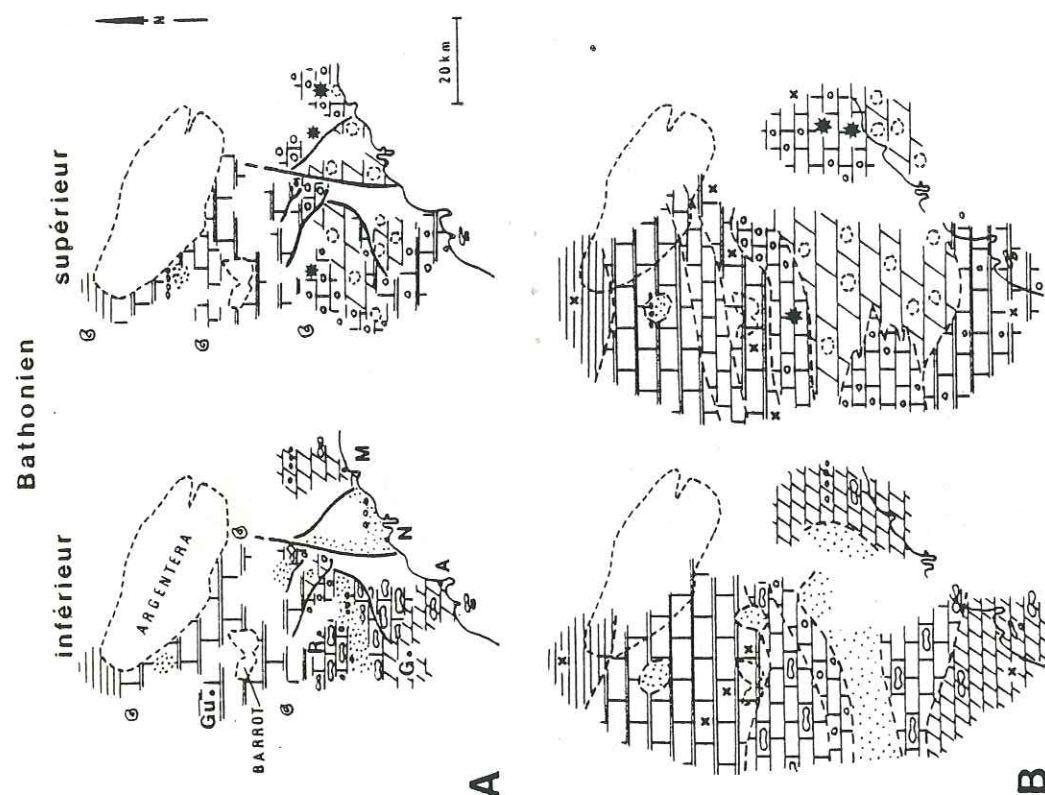 Bathonien
inférieur
supérieur
N
20 km
ARGENTERA
Gu.
BARROT
R.
G.
M
N
A
A
B